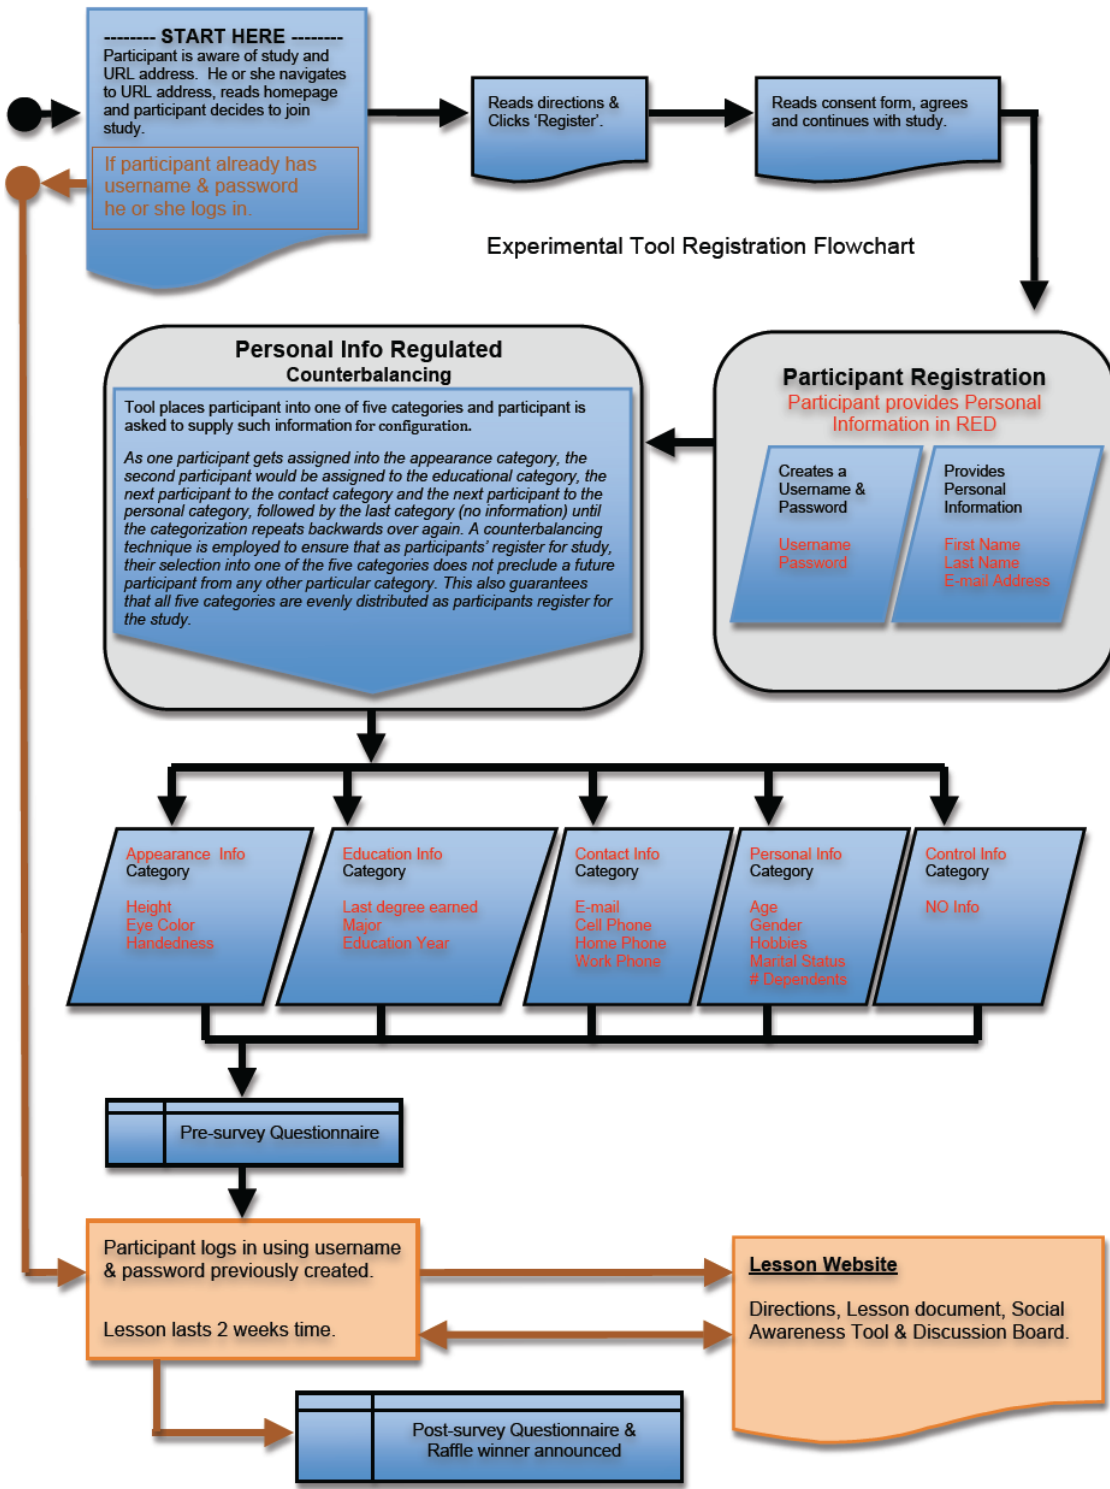 -------- START HERE --------
Participant is aware of study and
URL address.  He or she navigates
to URL address, reads homepage
and participant decides to join
study.
If participant already has
username & password
he or she logs in.
Reads directions &
Clicks 'Register'.
Reads consent form, agrees
and continues with study.
Experimental Tool Registration Flowchart
Participant Registration
Participant provides Personal
Information in RED
Creates a
Username &
Password
Username
Password
Provides
Personal
Information
First Name
Last Name
E-mail Address
Personal Info Regulated
Counterbalancing
Tool places participant into one of five categories and participant is
asked to supply such information for configuration.
As one participant gets assigned into the appearance category, the
second participant would be assigned to the educational category, the
next participant to the contact category and the next participant to the
personal category, followed by the last category (no information) until
the categorization repeats backwards over again. A counterbalancing
technique is employed to ensure that as participants' register for study,
their selection into one of the five categories does not preclude a future
participant from any other particular category. This also guarantees
that all five categories are evenly distributed as participants register for
the study.
Appearance  Info
Category
Height
Eye Color
Handedness
Education Info
Category
Last degree earned
Major
Education Year
Contact Info
Category
E-mail
Cell Phone
Home Phone
Work Phone
Personal Info
Category
Age
Gender
Hobbies
Marital Status
# Dependents
Control Info
Category
NO Info
Pre-survey Questionnaire
Participant logs in using username
& password previously created.
Lesson lasts 2 weeks time.
Lesson Website
Directions, Lesson document, Social
Awareness Tool & Discussion Board.
Post-survey Questionnaire &
Raffle winner announced